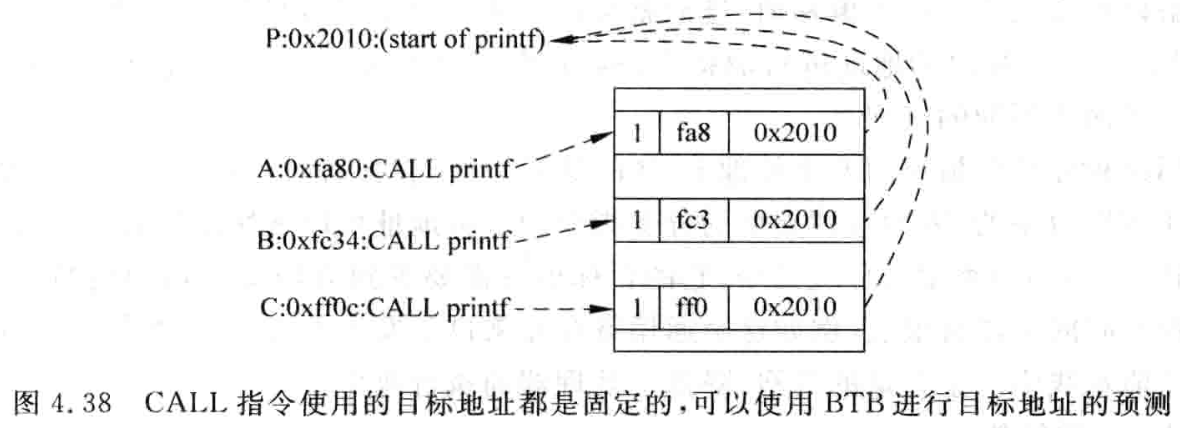 P:0x2010:(start of printf)
1 fa8 0x2010
A:0xfa80:CALL printf
1 fc3 0x2010
B:0xfc34:CALL printf
C:0xff0c:CALL printf
1 ff0 0x2010
图 4.38 CALL 指令使用的目标地址都是固定的,可以使用 BTB 进行目标地址的预测